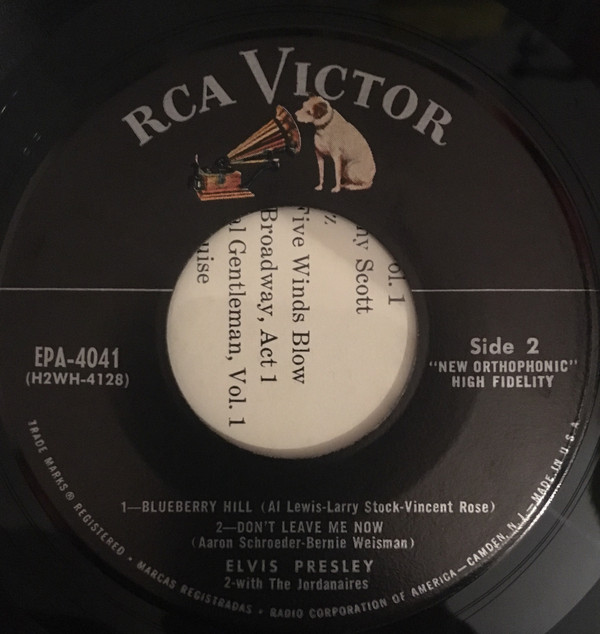 RCA VICTOR
ol. 1
ny Scott
z
Five Winds Blow
Broadway, Act 1
l Gentleman, Vol. 1
uise
EPA-4041
(H2WH-4128)
Side 2
"NEW ORTHOPHONIC"
HIGH FIDELITY
1—BLUEBERRY HILL (Al Lewis-Larry Stock-Vincent Rose)
2—DON'T LEAVE ME NOW
(Aaron Schroeder-Bernie Weisman)
ELVIS PRESLEY
2-with The Jordanaires
TRADE MARKS ® REGISTERED • MARCAS REGISTRADAS • RADIO CORPORATION OF AMERICA—CAMDEN, N. J.—MADE IN U.S.A.